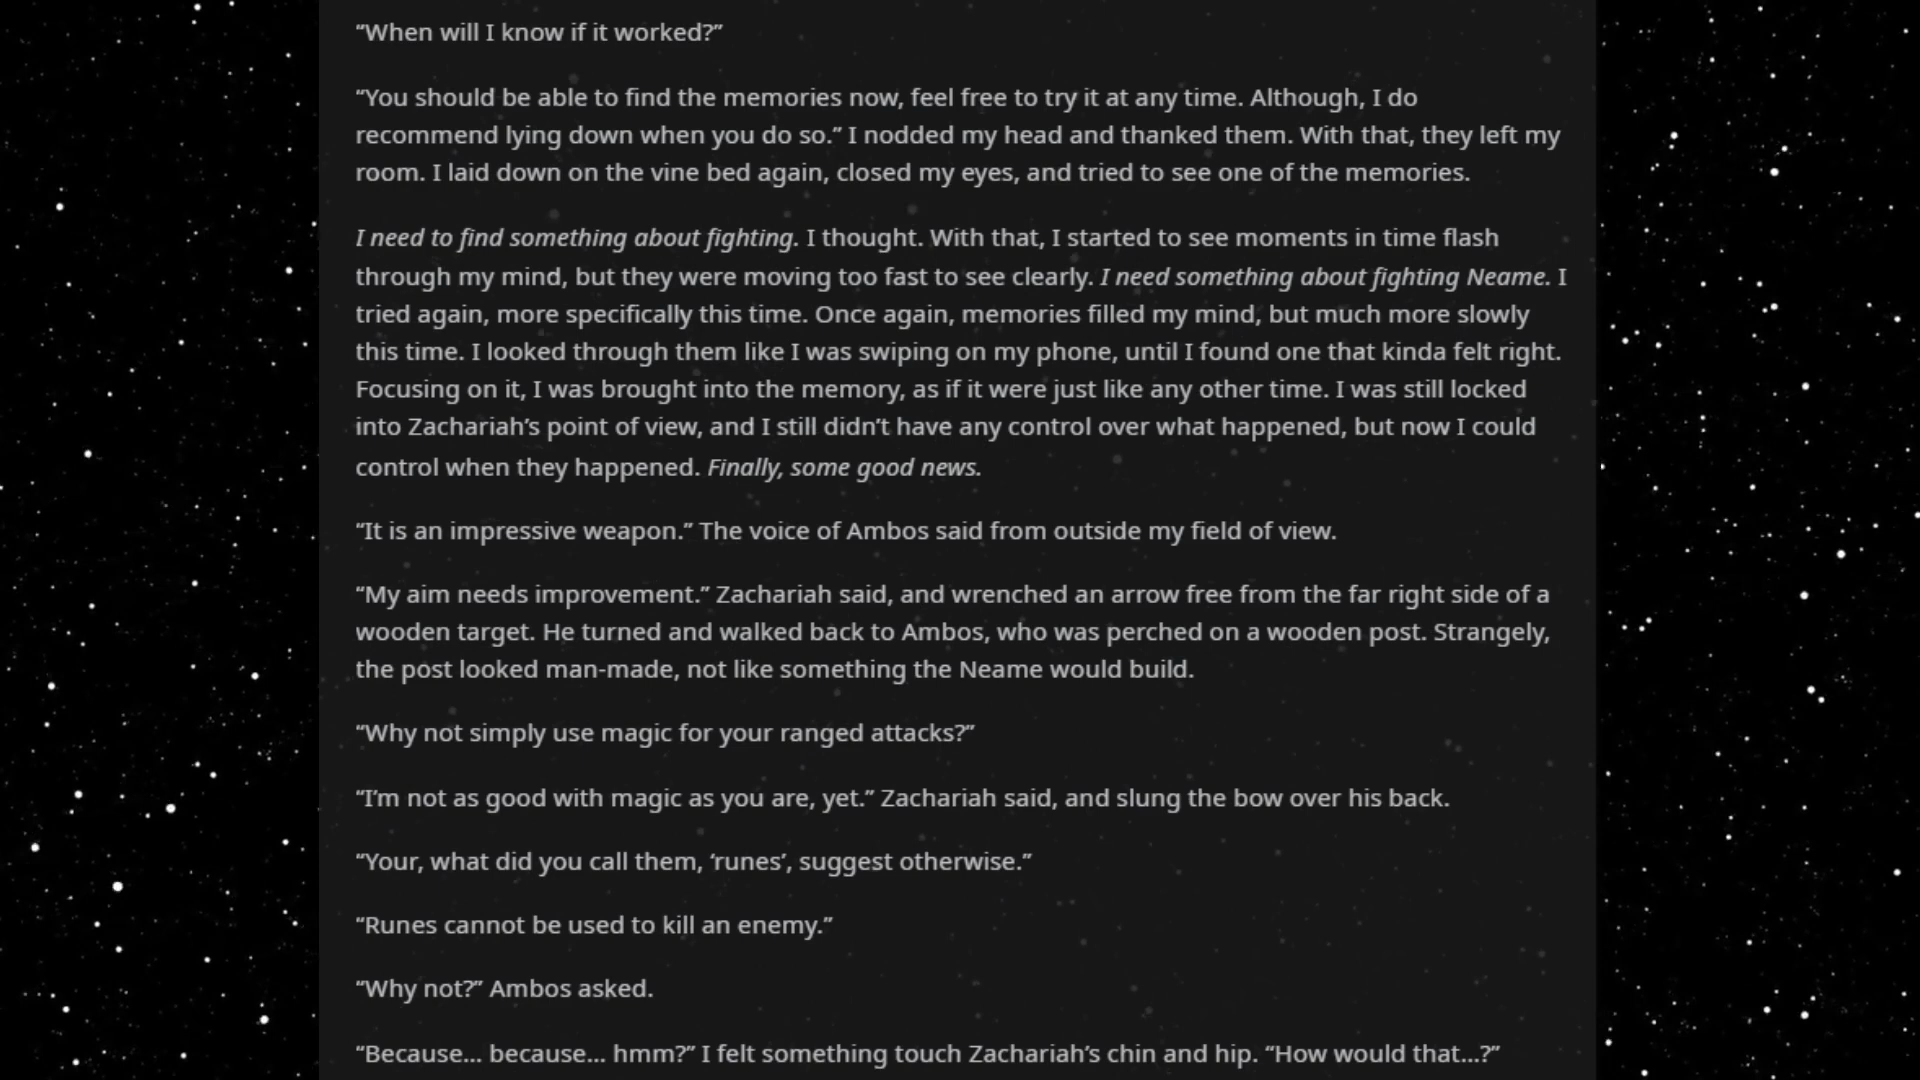 “When will I know if it worked?”
“You should be able to find the memories now, feel free to try it at any time. Although, I do
recommend lying down when you do so.” I nodded my head and thanked them. With that, they left my
room. I laid down on the vine bed again, closed my eyes, and tried to see one of the memories.
I need to find something about fighting. I thought. With that, I started to see moments in time flash
through my mind, but they were moving too fast to see clearly. I need something about fighting Neame. I
tried again, more specifically this time. Once again, memories filled my mind, but much more slowly
this time. I looked through them like I was swiping on my phone, until I found one that kinda felt right.
Focusing on it, I was brought into the memory, as if it were just like any other time. I was still locked
into Zachariah’s point of view, and I still didn’t have any control over what happened, but now I could
control when they happened. Finally, some good news.
“It is an impressive weapon.” The voice of Ambos said from outside my field of view.
“My aim needs improvement.” Zachariah said, and wrenched an arrow free from the far right side of a
wooden target. He turned and walked back to Ambos, who was perched on a wooden post. Strangely,
the post looked man-made, not like something the Neame would build.
“Why not simply use magic for your ranged attacks?”
“I’m not as good with magic as you are, yet.” Zachariah said, and slung the bow over his back.
“Your, what did you call them, ‘runes’, suggest otherwise.”
“Runes cannot be used to kill an enemy.”
“Why not?” Ambos asked.
“Because… because… hmm?” I felt something touch Zachariah’s chin and hip. “How would that…?”